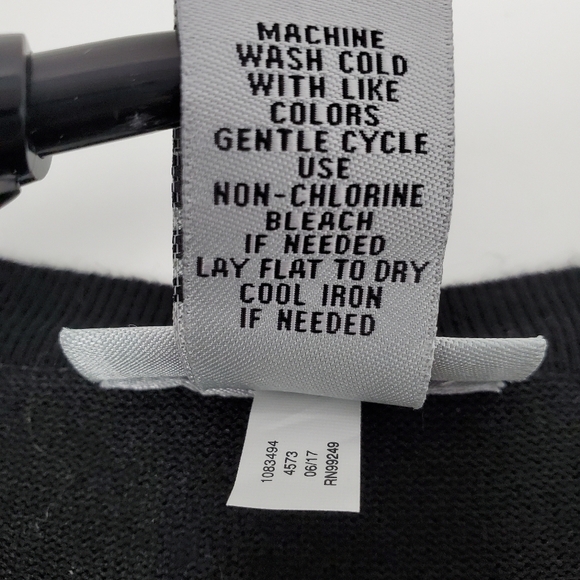 MACHINE
WASH COLD
WITH LIKE
COLORS
GENTLE CYCLE
USE
NON-CHLORINE
BLEACH
IF NEEDED
LAY FLAT TO DRY
COOL IRON
IF NEEDED
1083494
4573
06/17
RN99249